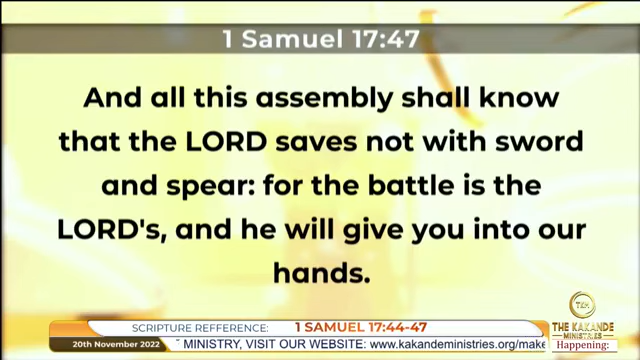 1 Samuel 17:47
And all this assembly shall know
that the LORD saves not with sword
and spear: for the battle is the
LORD's, and he will give you into our
hands.
SCRIPTURE REFFERENCE: 1 SAMUEL 17:44-47
20th November 2022 MINISTRY, VISIT OUR WEBSITE: www.kakandeministries.org/make
TKM
THE KAKANDE
MINISTRIES
Happening: